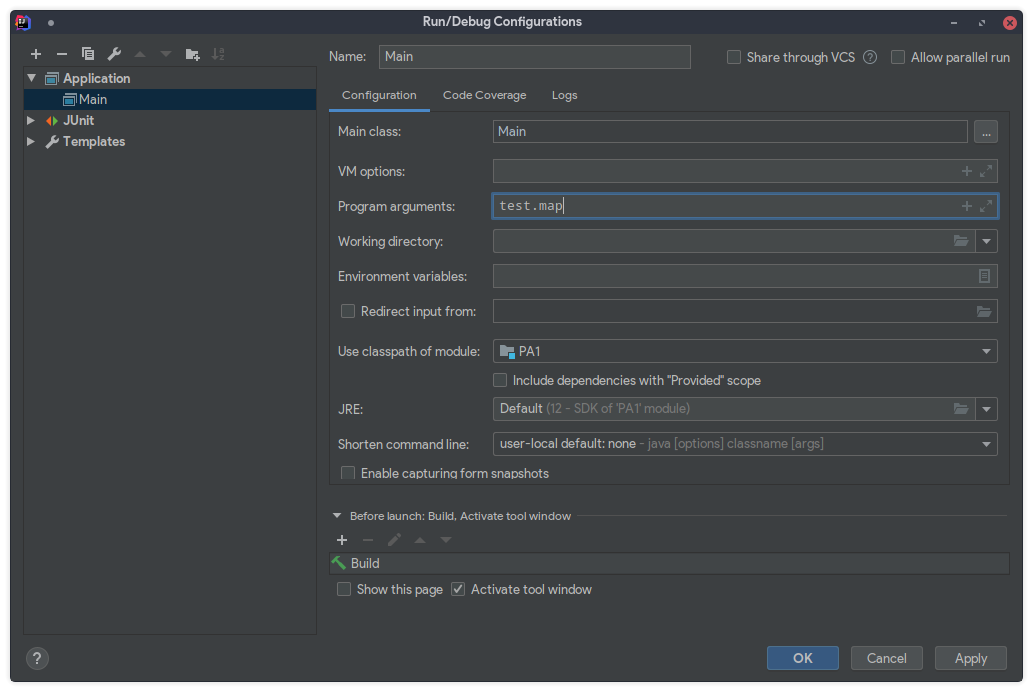 Run/Debug Configurations
Name: Main
Share through VCS ? Allow parallel run
Application
Main
JUnit
Templates
Configuration Code Coverage Logs
Main class: Main ...
VM options:
Program arguments: test.map
Working directory:
Environment variables:
Redirect input from:
Use classpath of module: PA1
Include dependencies with "Provided" scope
JRE: Default (12 - SDK of 'PA1' module)
Shorten command line: user-local default: none - java [options] classname [args]
Enable capturing form snapshots
Before launch: Build, Activate tool window
Build
Show this page Activate tool window
? OK Cancel Apply